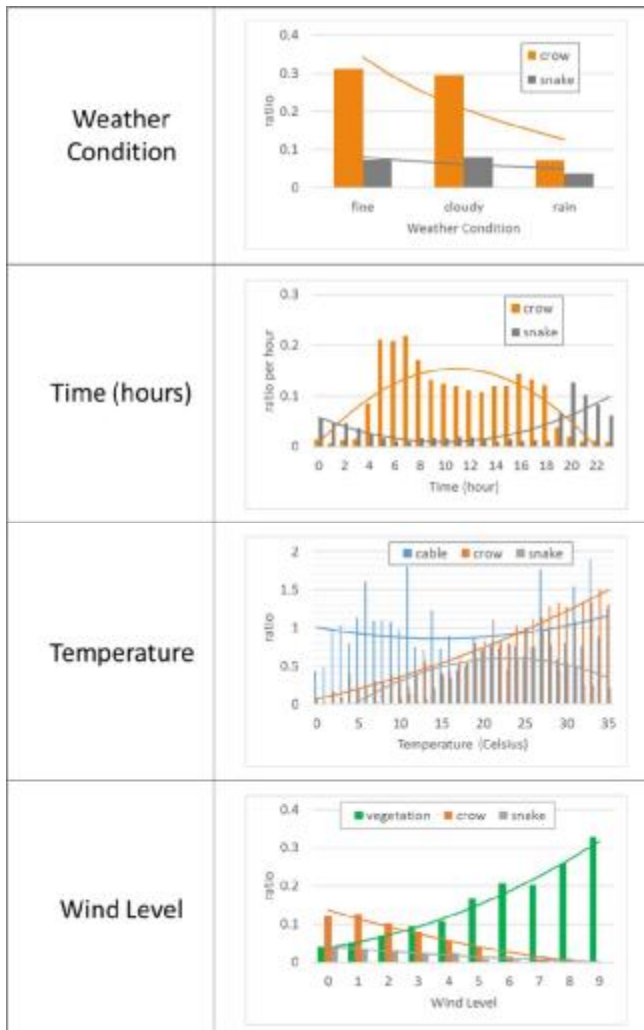 Weather
Condition
0.4
0.3
0.2
0.1
0
ratio
crow
snake
fine cloudy rain
Weather Condition
Time (hours)
0.3
0.2
0.1
0
ratio per hour
crow
snake
0 2 4 6 8 10 12 14 16 18 20 22
Time (hour)
Temperature
2
1.5
1
0.5
0
ratio
cable crow snake
0 5 10 15 20 25 30 35
Temperature (Celsius)
Wind Level
0.4
0.3
0.2
0.1
0
ratio
vegetation crow snake
0 1 2 3 4 5 6 7 8 9
Wind Level